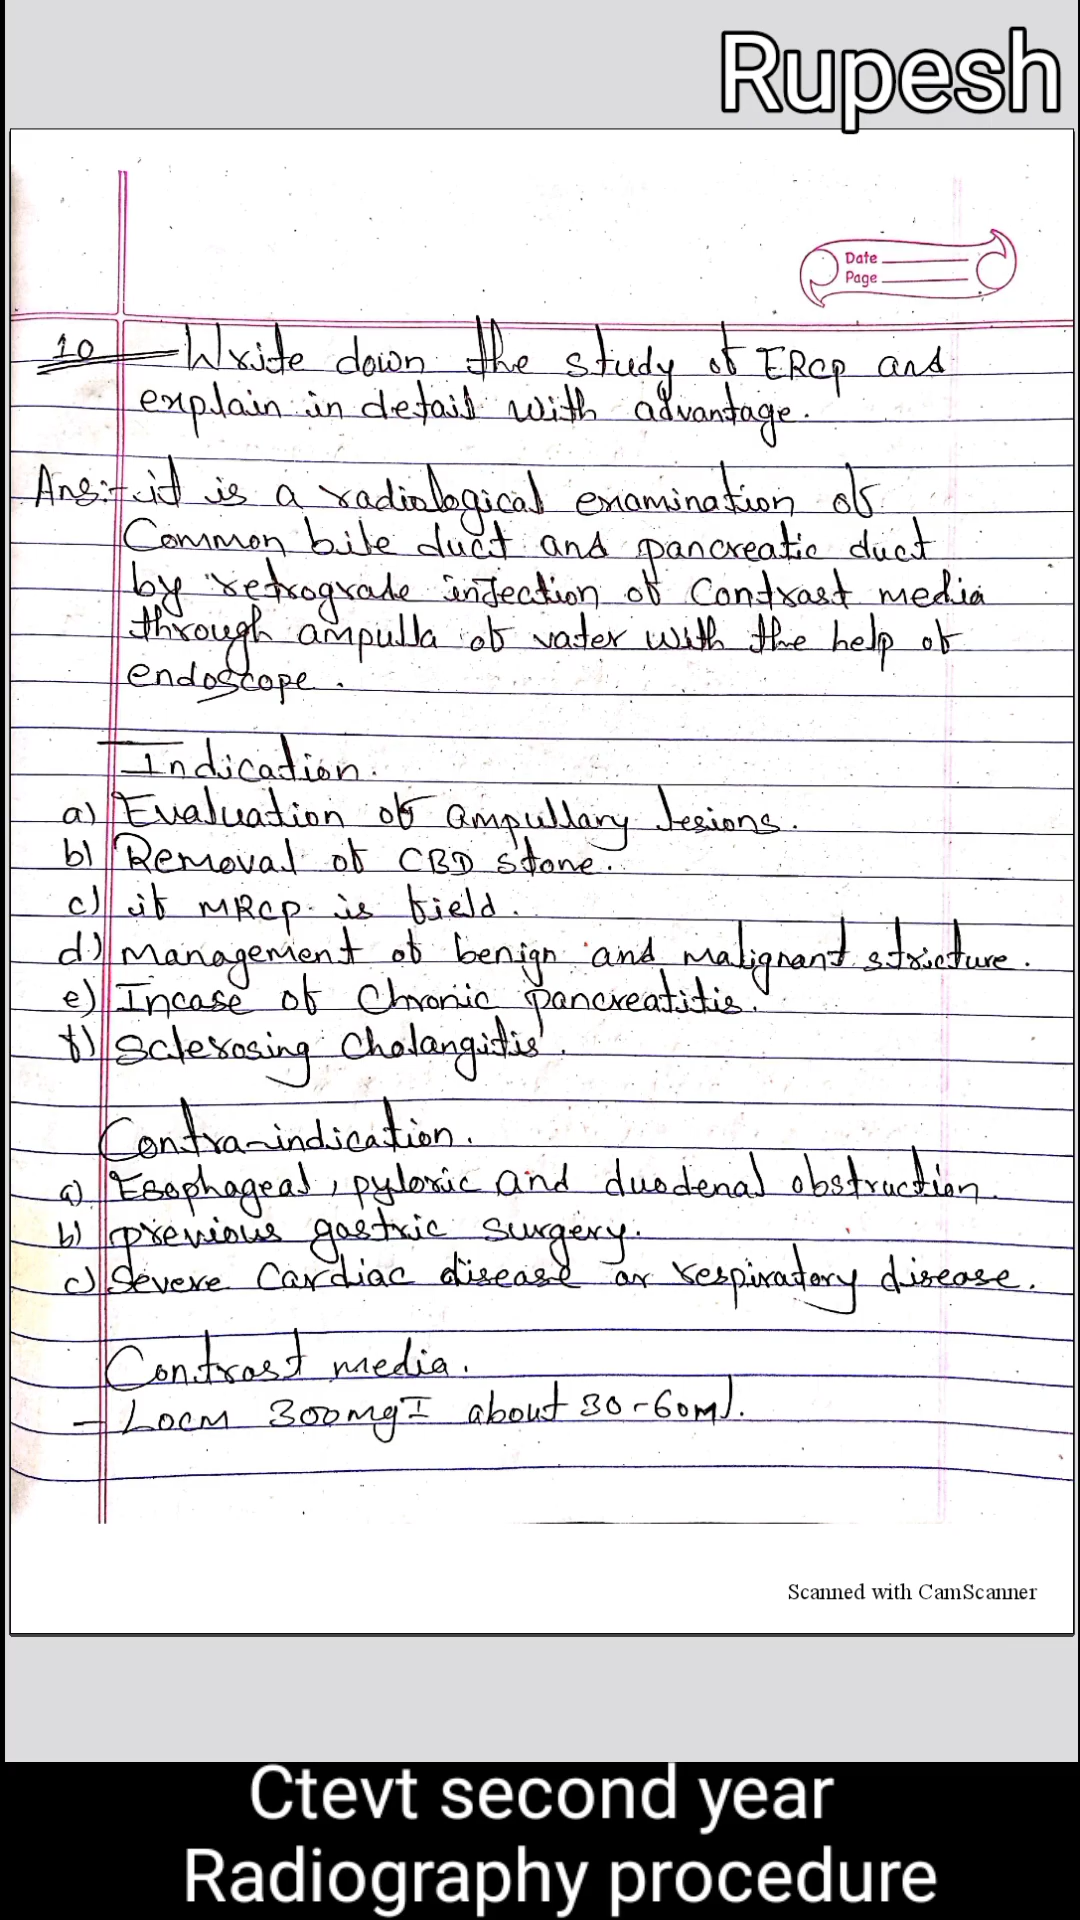 Rupesh
Date
Page
10 Write down the study of ERCP and
explain in detail with advantage.
Ans:- it is a radiological examination of
Common bile duct and pancreatic duct
by retrograde injection of Contrast media
through ampulla of vater with the help of
endoscope.
Indication.
a) Evaluation of ampullary lesions.
b) Removal of CBD stone.
c) if MRCP is field.
d) management of benign and malignant stricture.
e) Incase of Chronic pancreatitis.
f) Sclerosing Cholangitis.
Contra-indication.
a) Esophageal, pyloric and duodenal obstruction.
b) previous gastric surgery.
c) Severe Cardiac disease or respiratory disease.
Contrast media.
- LOCM 300mgI about 30-60ml.
Scanned with CamScanner
Ctevt second year
Radiography procedure